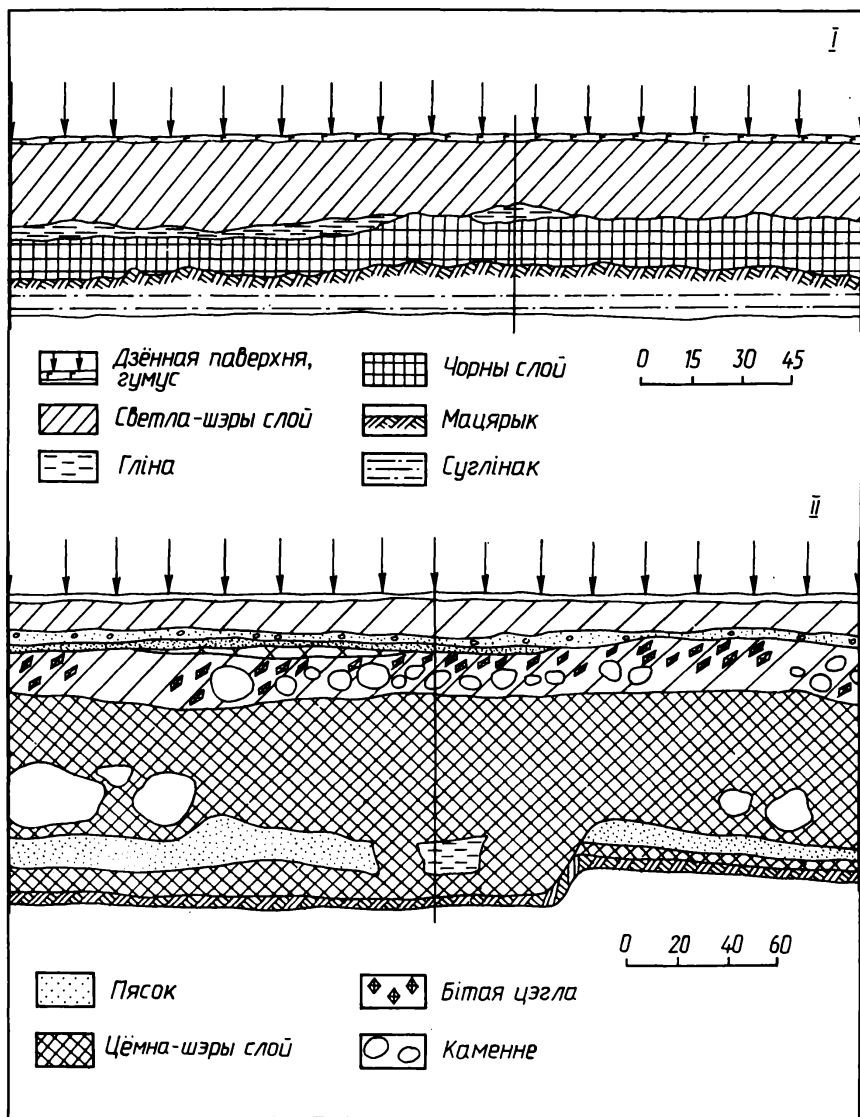 I
Дзённая паверхня,
гумус
Светла-шэры слой
Гліна
Чорны слой
Мацярык
Суглінак
0 15 30 45
II
Пясок
Цёмна-шэры слой
Бітая цэгла
Каменне
0 20 40 60